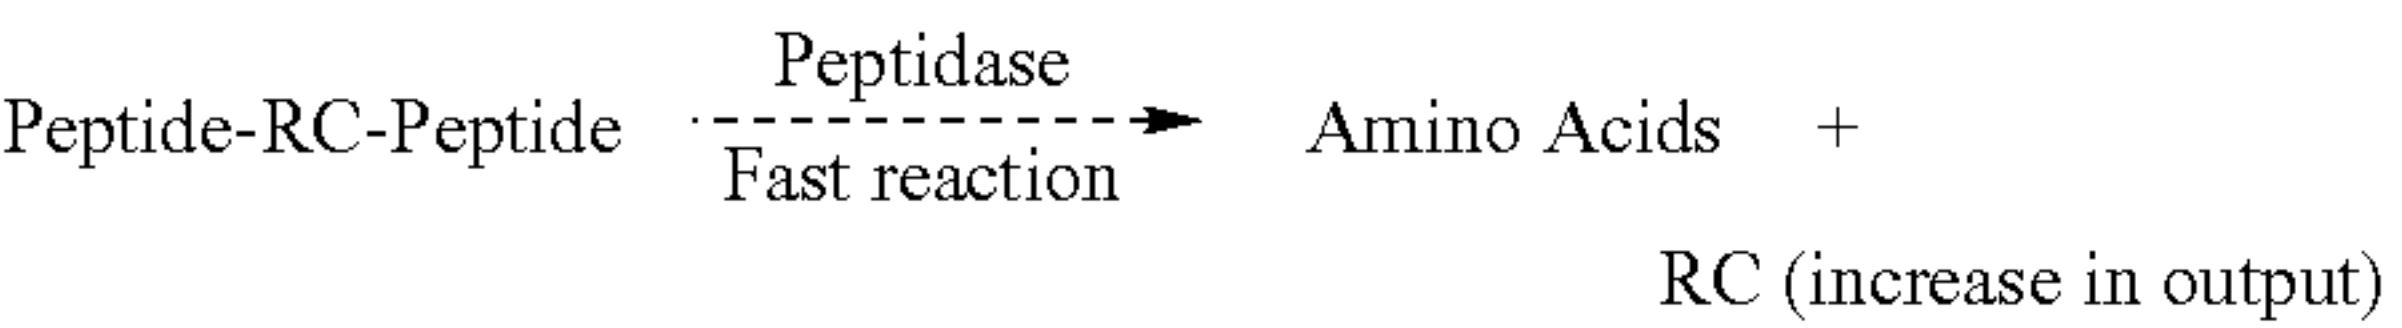 Peptidase
Peptide-RC-Peptide Amino Acids +
Fast reaction
RC (increase in output)